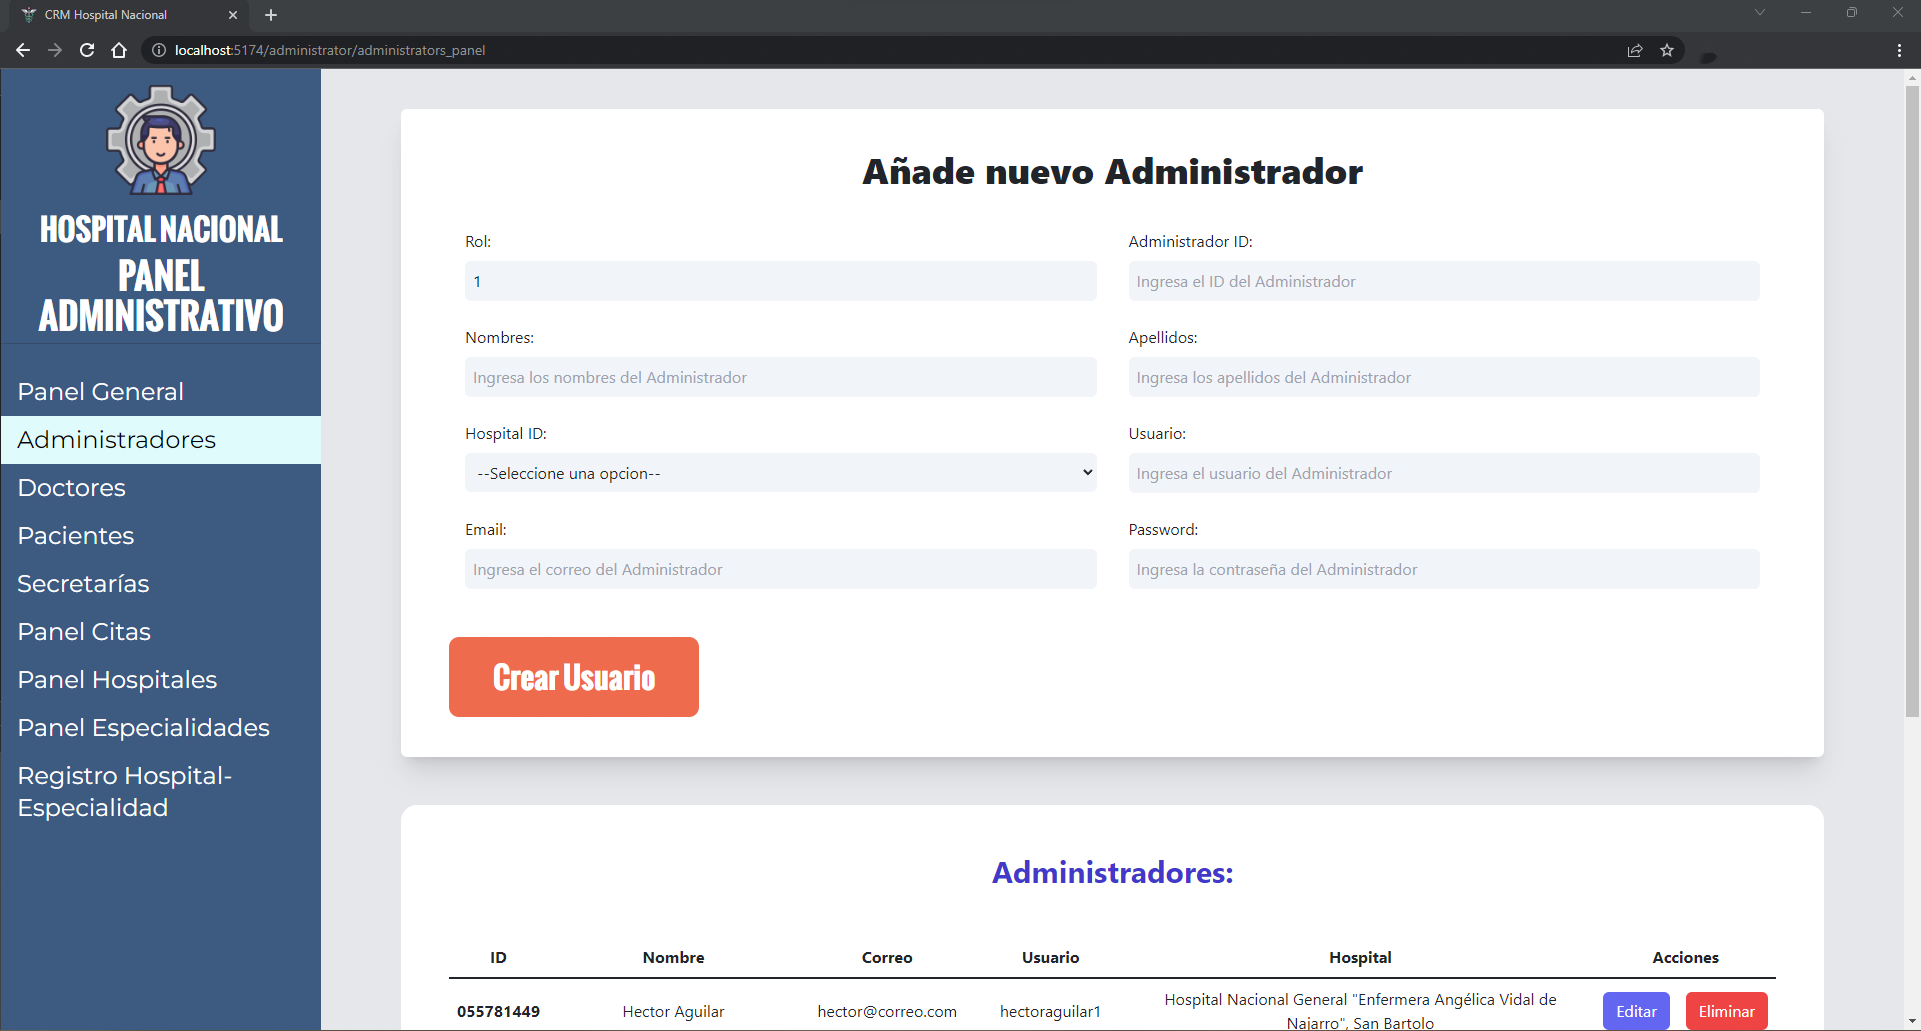 CRM Hospital Nacional
localhost:5174/administrator/administrators_panel
HOSPITAL NACIONAL
PANEL
ADMINISTRATIVO
Panel General
Administradores
Doctores
Pacientes
Secretarías
Panel Citas
Panel Hospitales
Panel Especialidades
Registro Hospital-
Especialidad
Añade nuevo Administrador
Rol:
Administrador ID:
1
Ingresa el ID del Administrador
Nombres:
Apellidos:
Ingresa los nombres del Administrador
Ingresa los apellidos del Administrador
Hospital ID:
Usuario:
--Seleccione una opcion--
Ingresa el usuario del Administrador
Email:
Password:
Ingresa el correo del Administrador
Ingresa la contraseña del Administrador
Crear Usuario
Administradores:
ID Nombre Correo Usuario Hospital Acciones
055781449 Hector Aguilar hector@correo.com hectoraguilar1 Hospital Nacional General "Enfermera Angélica Vidal de Editar Eliminar
Najarro", San Bartolo